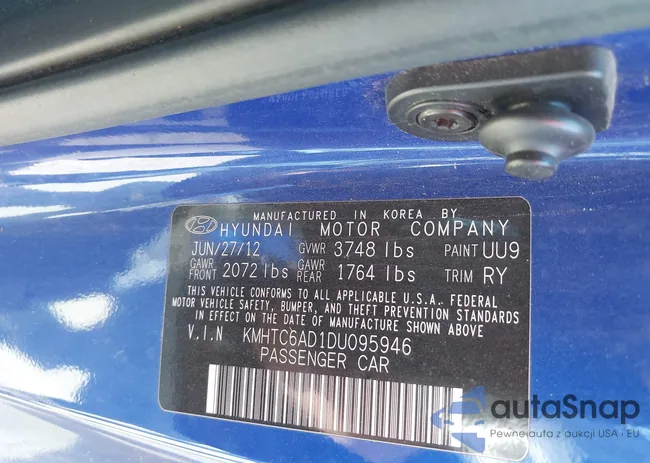 MANUFACTURED IN KOREA BY
HYUNDAI MOTOR COMPANY
JUN/27/12 GVWR 3748 lbs PAINT UU9
GAWR FRONT 2072 lbs GAWR REAR 1764 lbs TRIM RY
THIS VEHICLE CONFORMS TO ALL APPLICABLE U.S.A. FEDERAL
MOTOR VEHICLE SAFETY, BUMPER, AND THEFT PREVENTION STANDARDS
IN EFFECT ON THE DATE OF MANUFACTURE SHOWN ABOVE
V.I.N KMHTC6AD1DU095946
PASSENGER CAR
autaSnap
Pewne auta z aukcji USA i EU